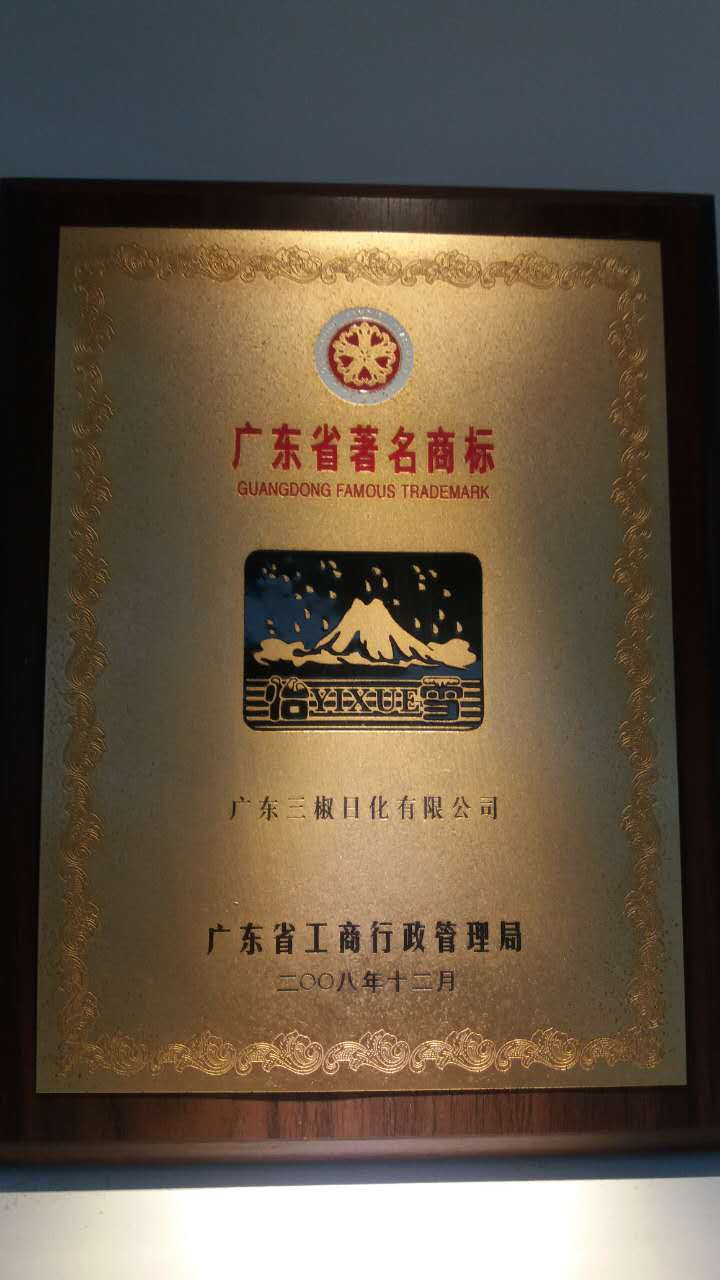 广东省著名商标
GUANGDONG FAMOUS TRADEMARK
怡YIXUE雪
广东三椒日化有限公司
广东省工商行政管理局
二〇〇八年十二月